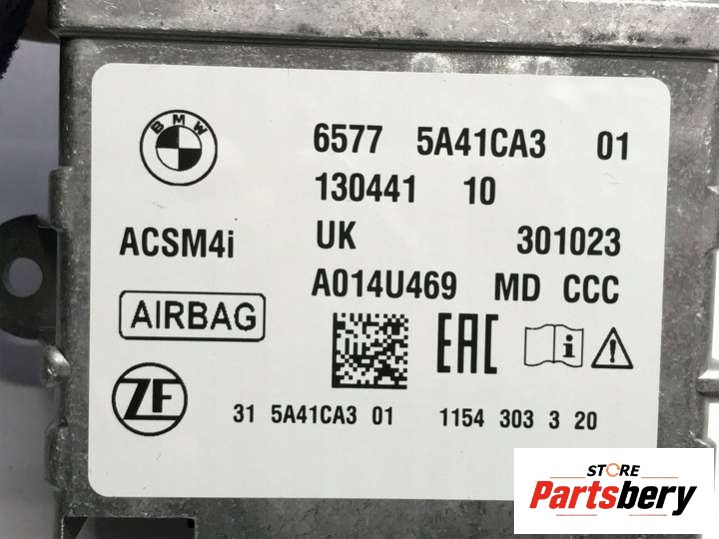 BMW
6577 5A41CA3 01
130441 10
ACSM4i UK 301023
A014U469 MD CCC
AIRBAG
EAC
i
ZF
31 5A41CA3 01 1154 303 3 20
STORE
Partsbery